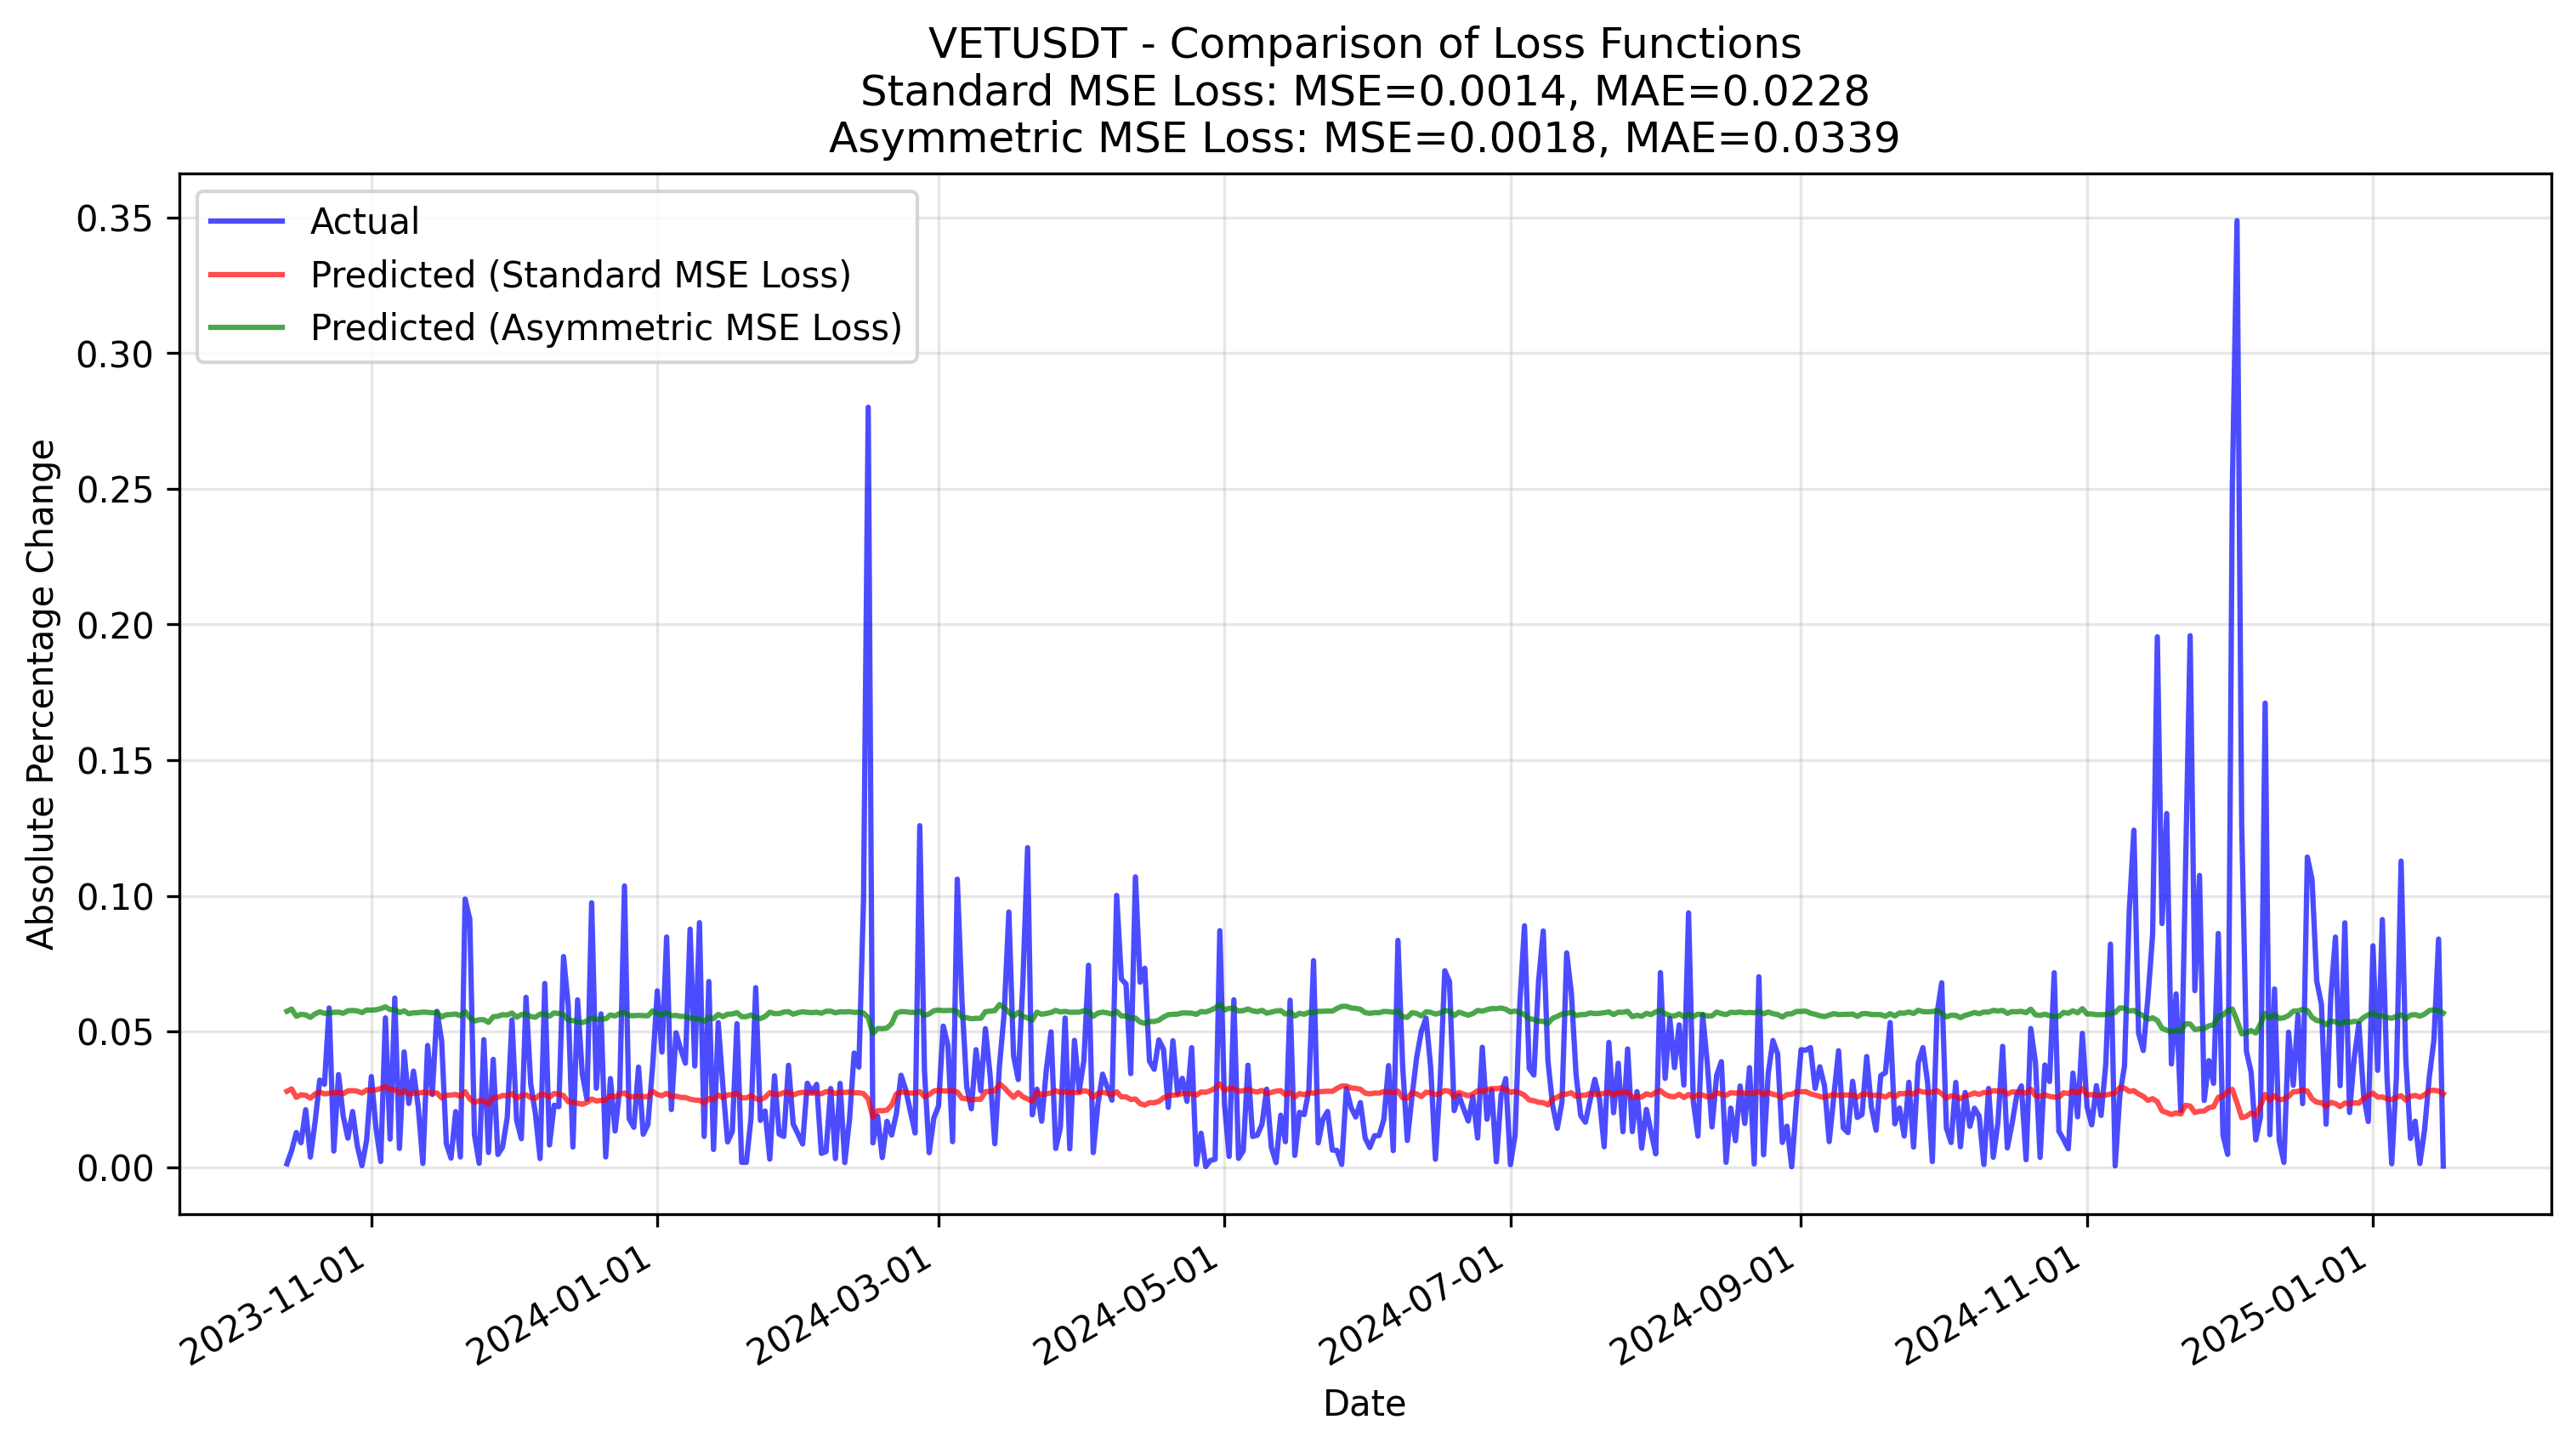 VETUSDT - Comparison of Loss Functions
Standard MSE Loss: MSE=0.0014, MAE=0.0228
Asymmetric MSE Loss: MSE=0.0018, MAE=0.0339
Actual
Predicted (Standard MSE Loss)
Predicted (Asymmetric MSE Loss)
Absolute Percentage Change
0.35
0.30
0.25
0.20
0.15
0.10
0.05
0.00
2023-11-01
2024-01-01
2024-03-01
2024-05-01
2024-07-01
2024-09-01
2024-11-01
2025-01-01
Date